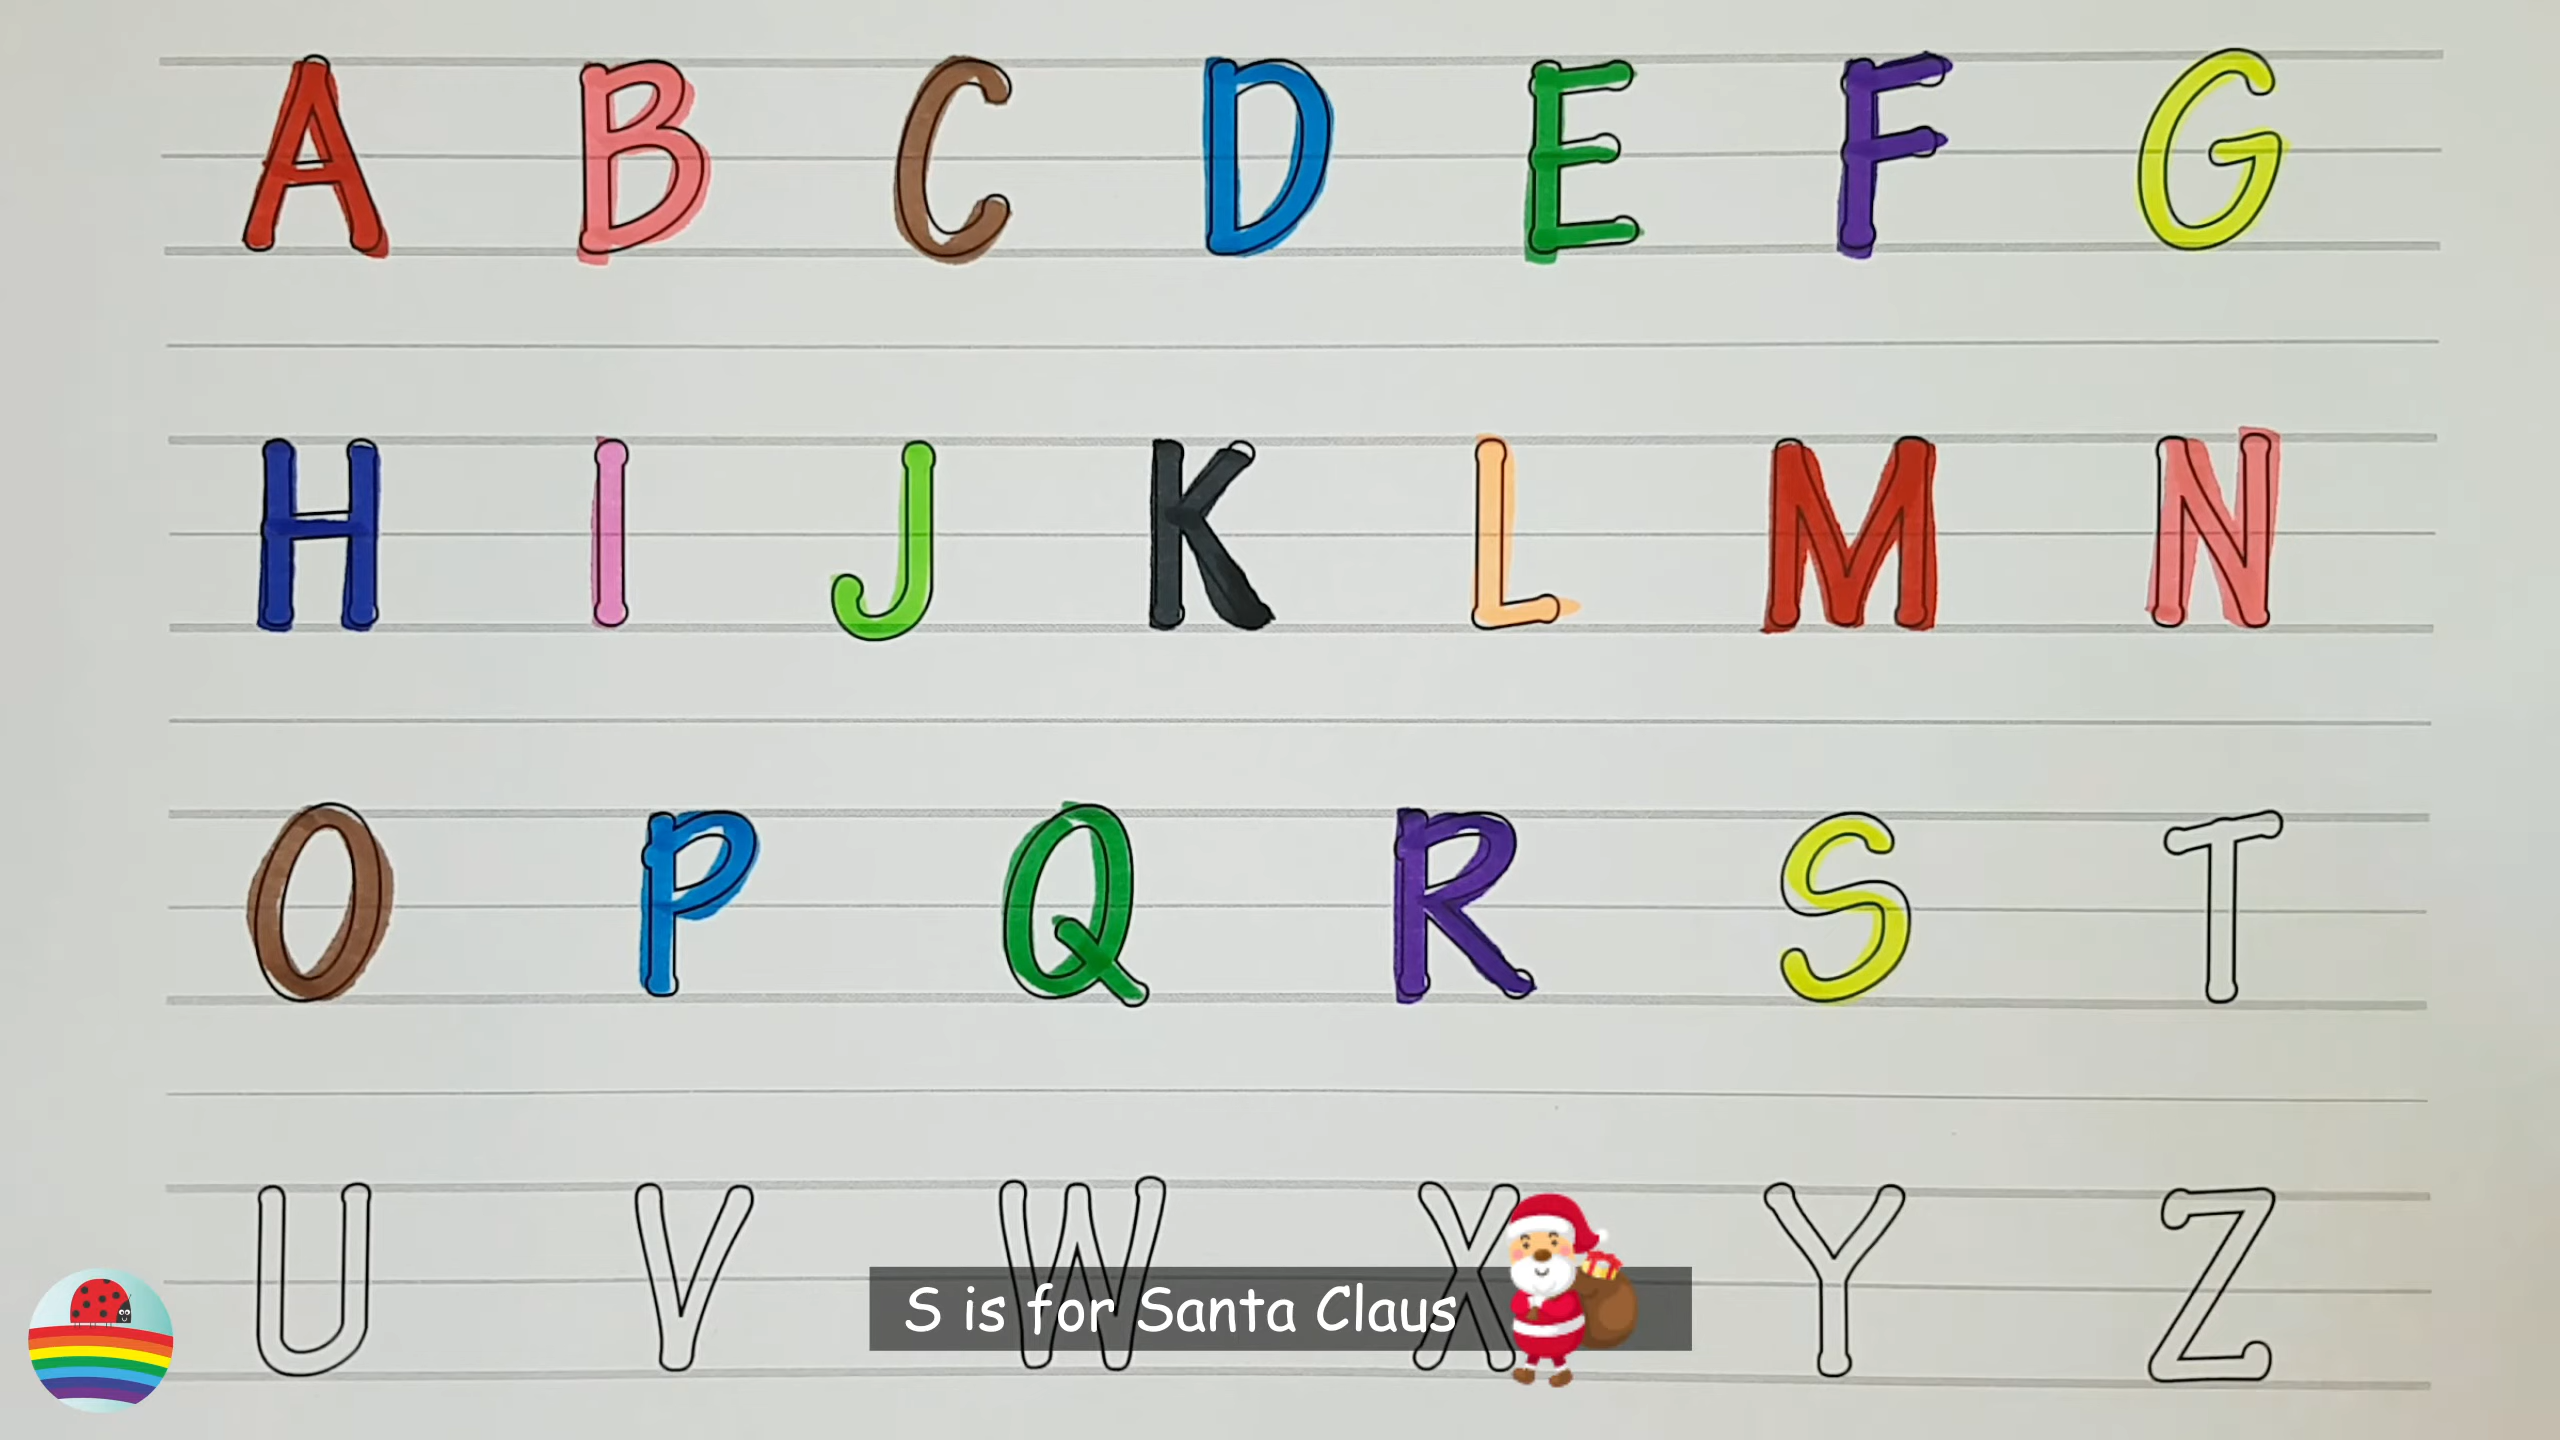 A B C D E F G
H I J K L M N
O P Q R S T
U V W X Y Z
S is for Santa Claus